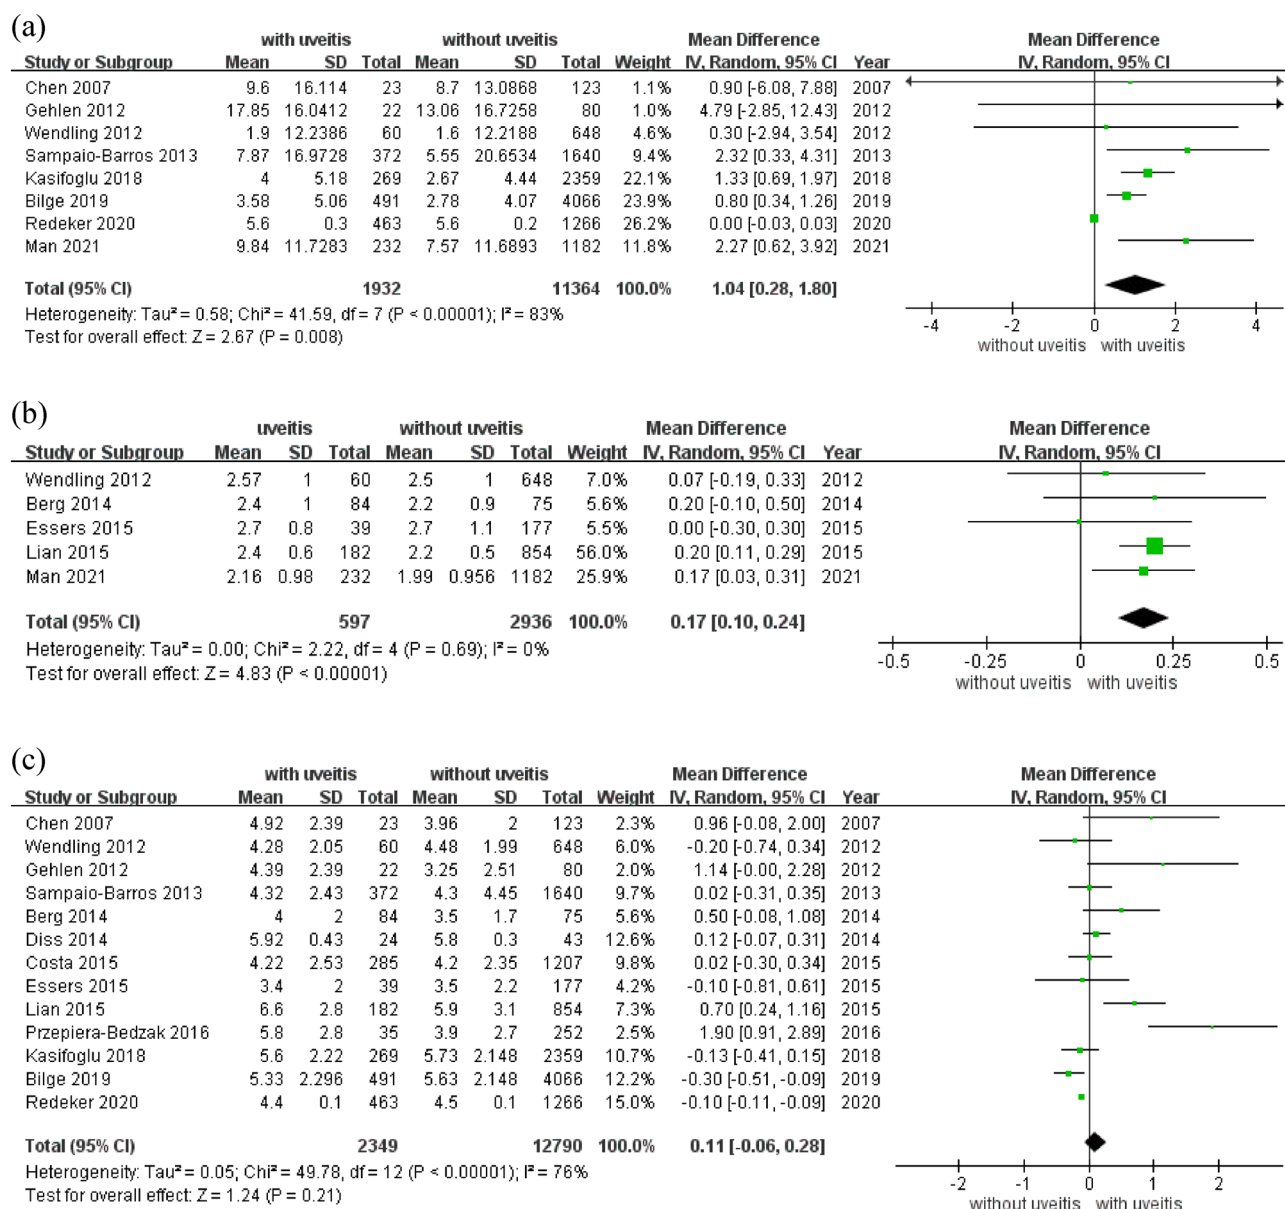 (a)
with uveitis without uveitis Mean Difference Mean Difference
Study or Subgroup Mean SD Total Mean SD Total Weight IV, Random, 95% CI Year IV, Random, 95% CI
Chen 2007 9.6 16.114 23 8.7 13.0868 123 1.1% 0.90 [-6.08, 7.88] 2007
Gehlen 2012 17.85 16.0412 22 13.06 16.7258 80 1.0% 4.79 [-2.85, 12.43] 2012
Wendling 2012 1.9 12.2386 60 1.6 12.2188 648 4.6% 0.30 [-2.94, 3.54] 2012
Sampaio-Barros 2013 7.87 16.9728 372 5.55 20.6534 1640 9.4% 2.32 [0.33, 4.31] 2013
Kasifoglu 2018 4 5.18 269 2.67 4.44 2359 22.1% 1.33 [0.69, 1.97] 2018
Bilge 2019 3.58 5.06 491 2.78 4.07 4066 23.9% 0.80 [0.34, 1.26] 2019
Redeker 2020 5.6 0.3 463 5.6 0.2 1266 26.2% 0.00 [-0.03, 0.03] 2020
Man 2021 9.84 11.7283 232 7.57 11.6893 1182 11.8% 2.27 [0.62, 3.92] 2021
Total (95% CI) 1932 11364 100.0% 1.04 [0.28, 1.80]
Heterogeneity: Tau² = 0.58; Chi² = 41.59, df = 7 (P < 0.00001); I² = 83%
Test for overall effect: Z = 2.67 (P = 0.008)
-4 -2 0 2 4
without uveitis with uveitis
(b)
uveitis without uveitis Mean Difference Mean Difference
Study or Subgroup Mean SD Total Mean SD Total Weight IV, Random, 95% CI Year IV, Random, 95% CI
Wendling 2012 2.57 1 60 2.5 1 648 7.0% 0.07 [-0.19, 0.33] 2012
Berg 2014 2.4 1 84 2.2 0.9 75 5.6% 0.20 [-0.10, 0.50] 2014
Essers 2015 2.7 0.8 39 2.7 1.1 177 5.5% 0.00 [-0.30, 0.30] 2015
Lian 2015 2.4 0.6 182 2.2 0.5 854 56.0% 0.20 [0.11, 0.29] 2015
Man 2021 2.16 0.98 232 1.99 0.956 1182 25.9% 0.17 [0.03, 0.31] 2021
Total (95% CI) 597 2936 100.0% 0.17 [0.10, 0.24]
Heterogeneity: Tau² = 0.00; Chi² = 2.22, df = 4 (P = 0.69); I² = 0%
Test for overall effect: Z = 4.83 (P < 0.00001)
-0.5 -0.25 0 0.25 0.5
without uveitis with uveitis
(c)
with uveitis without uveitis Mean Difference Mean Difference
Study or Subgroup Mean SD Total Mean SD Total Weight IV, Random, 95% CI Year IV, Random, 95% CI
Chen 2007 4.92 2.39 23 3.96 2 123 2.3% 0.96 [-0.08, 2.00] 2007
Wendling 2012 4.28 2.05 60 4.48 1.99 648 6.0% -0.20 [-0.74, 0.34] 2012
Gehlen 2012 4.39 2.39 22 3.25 2.51 80 2.0% 1.14 [-0.00, 2.28] 2012
Sampaio-Barros 2013 4.32 2.43 372 4.3 4.45 1640 9.7% 0.02 [-0.31, 0.35] 2013
Berg 2014 4 2 84 3.5 1.7 75 5.6% 0.50 [-0.08, 1.08] 2014
Diss 2014 5.92 0.43 24 5.8 0.3 43 12.6% 0.12 [-0.07, 0.31] 2014
Costa 2015 4.22 2.53 285 4.2 2.35 1207 9.8% 0.02 [-0.30, 0.34] 2015
Essers 2015 3.4 2 39 3.5 2.2 177 4.2% -0.10 [-0.81, 0.61] 2015
Lian 2015 6.6 2.8 182 5.9 3.1 854 7.3% 0.70 [0.24, 1.16] 2015
Przepiera-Bedzak 2016 5.8 2.8 35 3.9 2.7 252 2.5% 1.90 [0.91, 2.89] 2016
Kasifoglu 2018 5.6 2.22 269 5.73 2.148 2359 10.7% -0.13 [-0.41, 0.15] 2018
Bilge 2019 5.33 2.296 491 5.63 2.148 4066 12.2% -0.30 [-0.51, -0.09] 2019
Redeker 2020 4.4 0.1 463 4.5 0.1 1266 15.0% -0.10 [-0.11, -0.09] 2020
Total (95% CI) 2349 12790 100.0% 0.11 [-0.06, 0.28]
Heterogeneity: Tau² = 0.05; Chi² = 49.78, df = 12 (P < 0.00001); I² = 76%
Test for overall effect: Z = 1.24 (P = 0.21)
-2 -1 0 1 2
without uveitis with uveitis